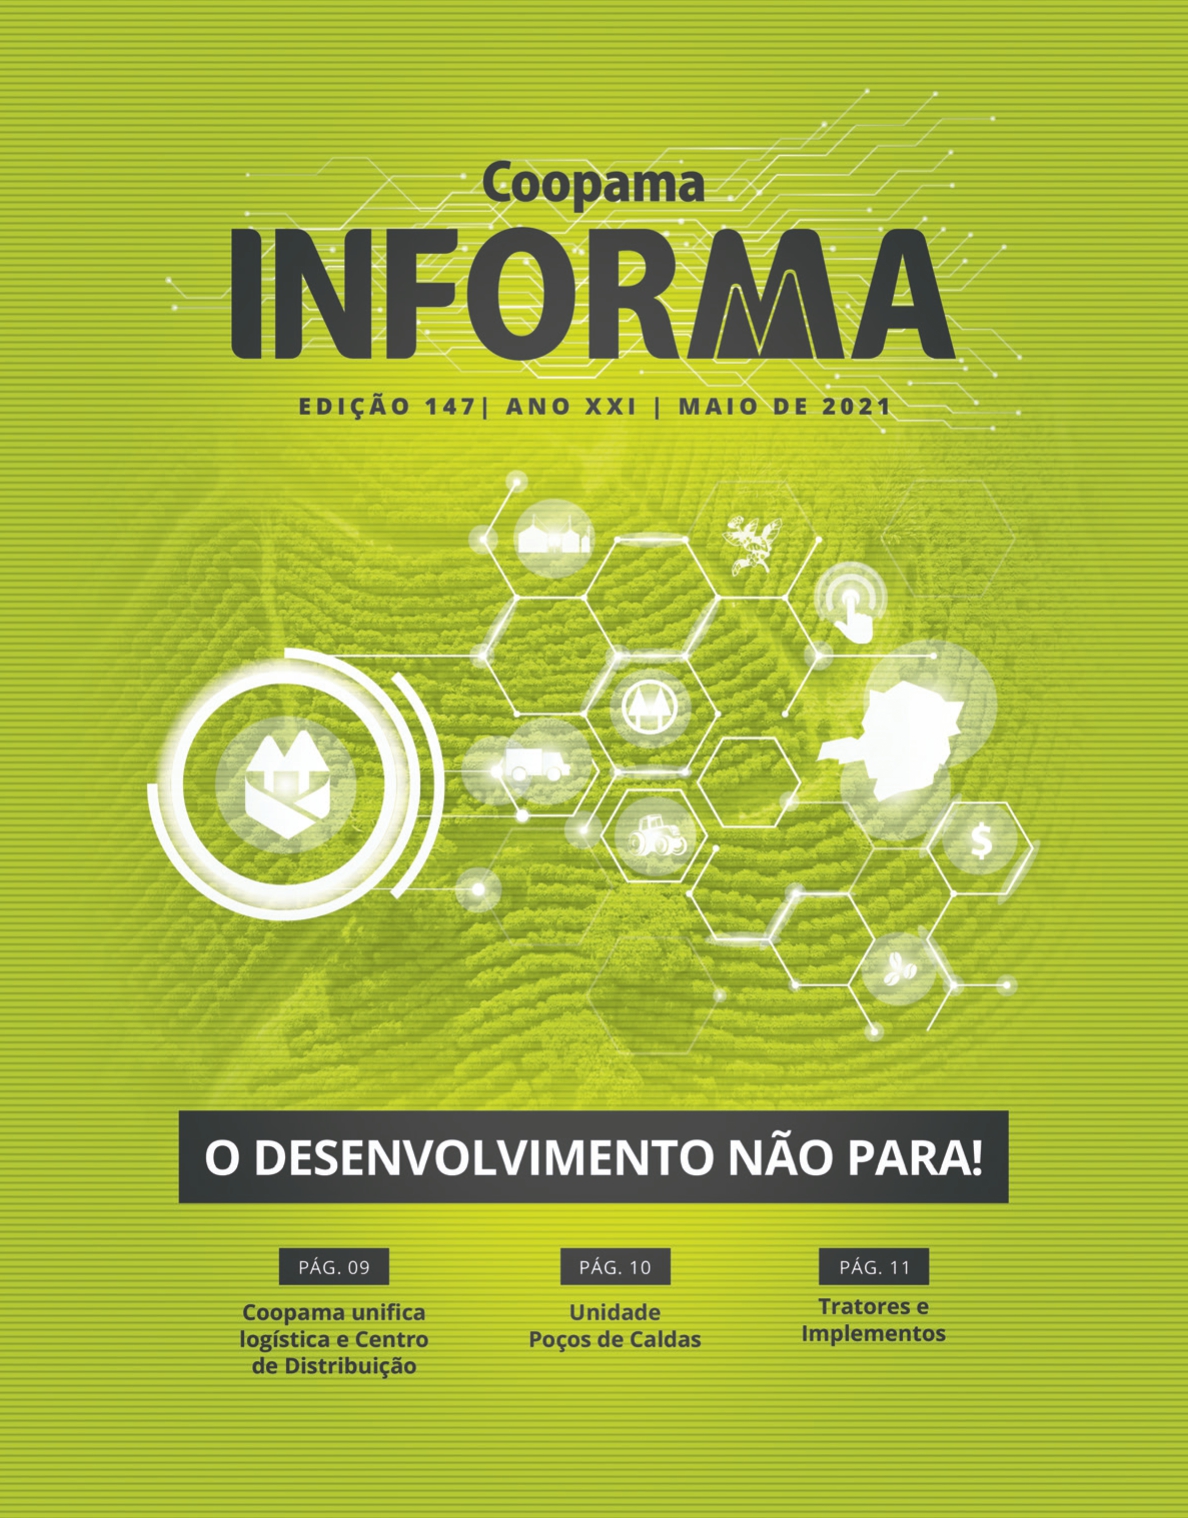 Coopama
INFORMA
EDIÇÃO 147| ANO XXI | MAIO DE 2021
$
O DESENVOLVIMENTO NÃO PARA!
PÁG. 09
Coopama unifica
logística e Centro
de Distribuição
PÁG. 10
Unidade
Poços de Caldas
PÁG. 11
Tratores e
Implementos